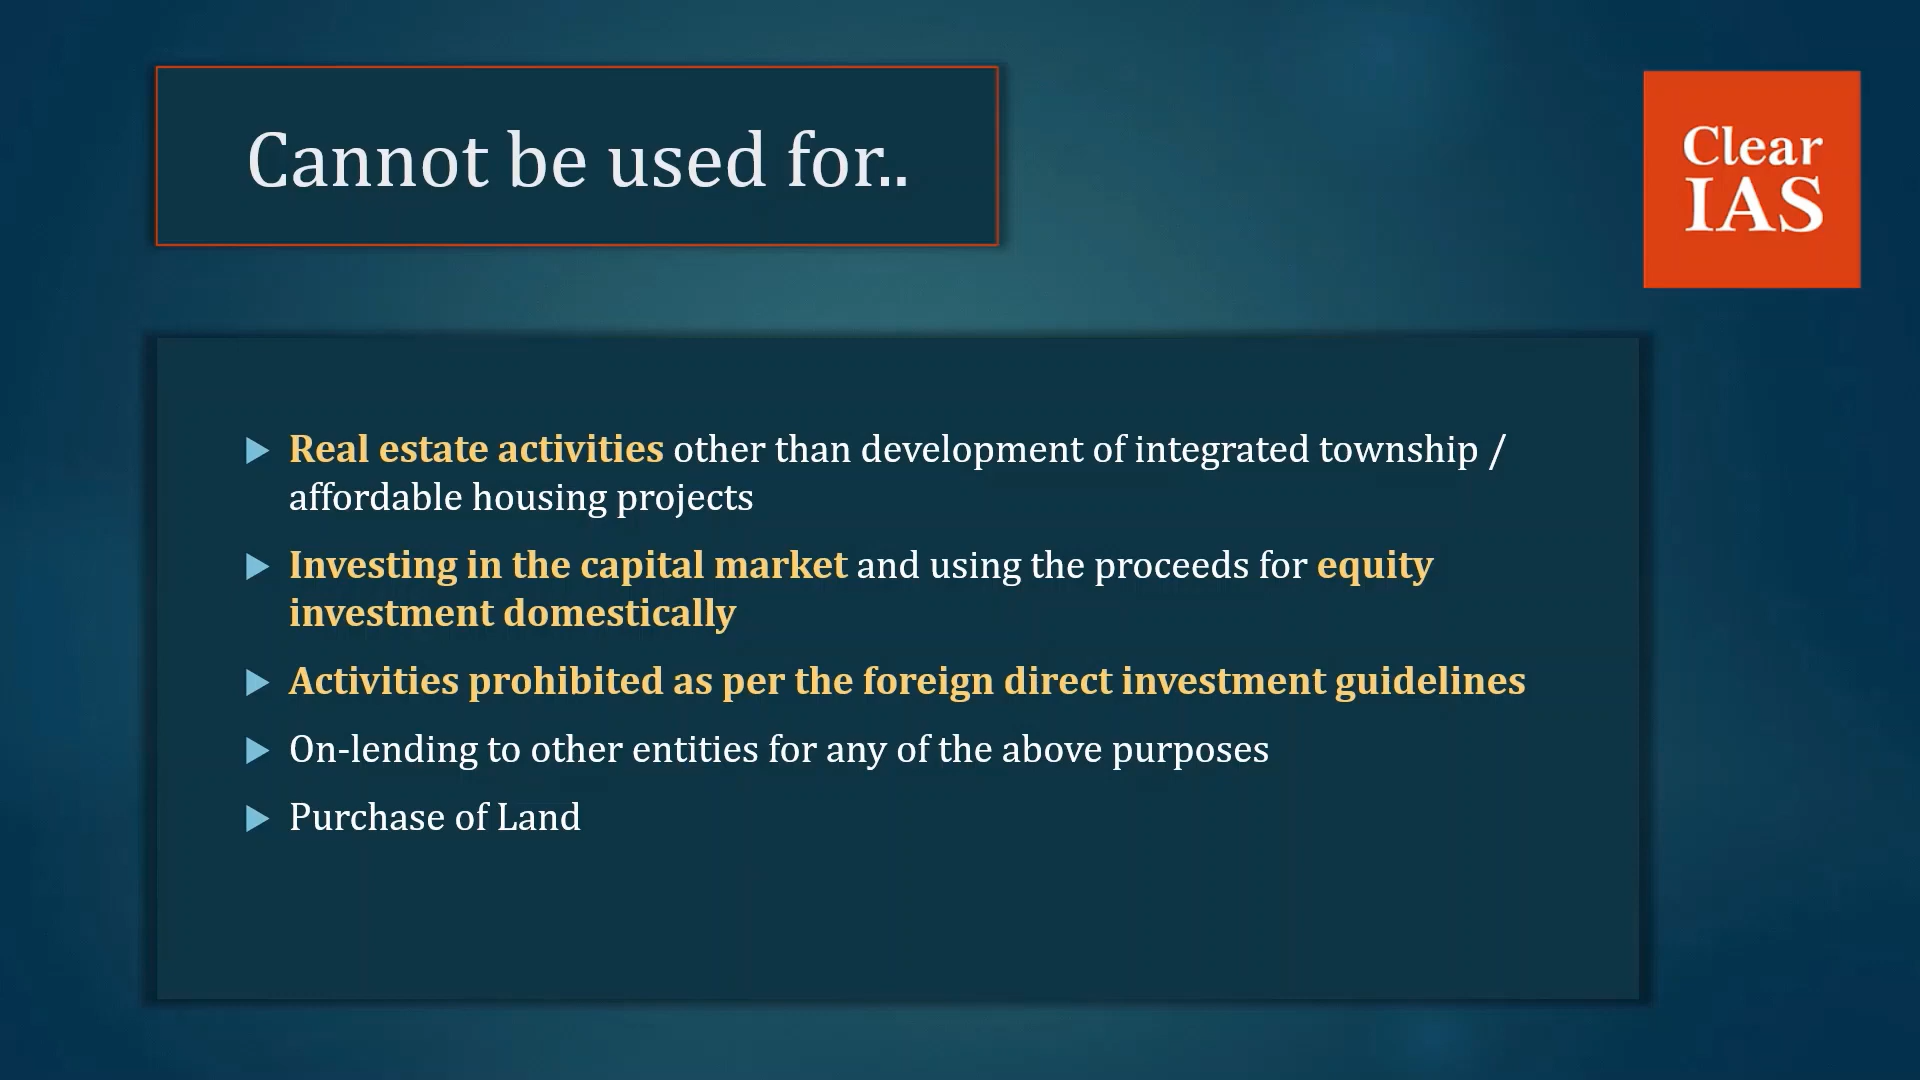 Cannot be used for..
Clear
IAS
Real estate activities other than development of integrated township /
affordable housing projects
Investing in the capital market and using the proceeds for equity
investment domestically
Activities prohibited as per the foreign direct investment guidelines
On-lending to other entities for any of the above purposes
Purchase of Land